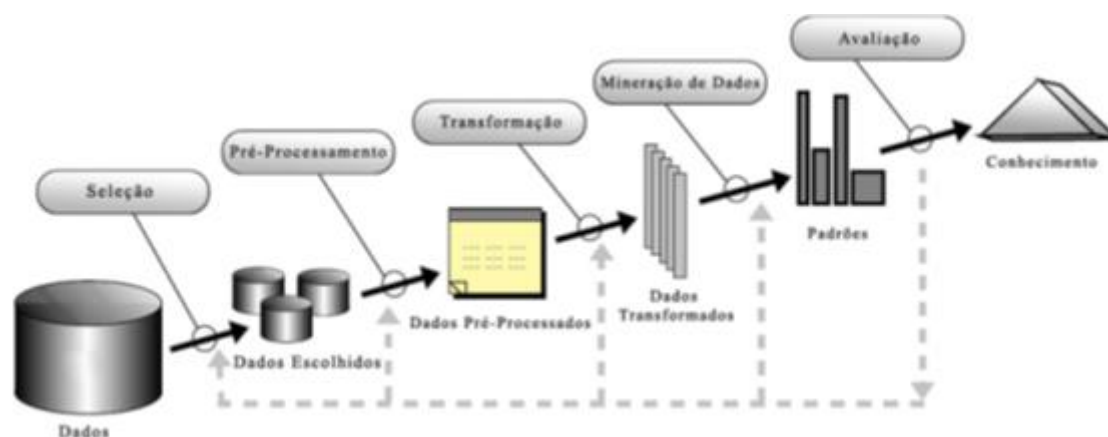 Avaliação
Mineração de Dados
Transformação
Pré-Processamento
Seleção
Conhecimento
Padrões
Dados
Transformados
Dados Pré-Processados
Dados Escolhidos
Dados